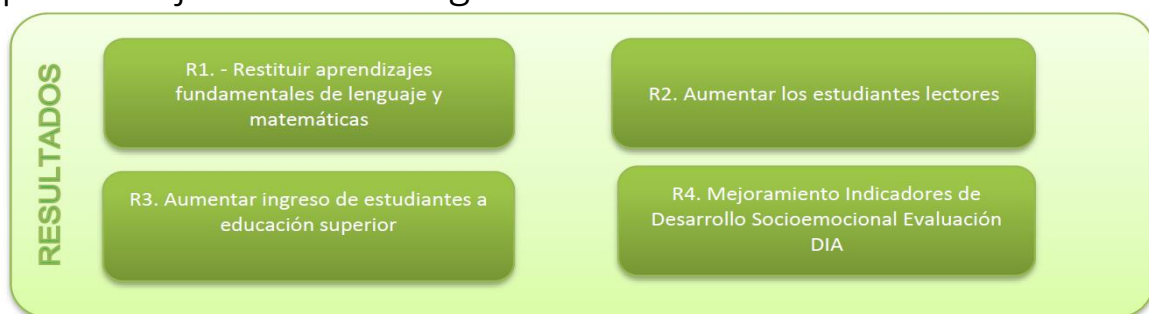 RESULTADOS
R1. - Restituir aprendizajes
fundamentales de lenguaje y
matemáticas
R2. Aumentar los estudiantes lectores
R3. Aumentar ingreso de estudiantes a
educación superior
R4. Mejoramiento Indicadores de
Desarrollo Socioemocional Evaluación
DIA